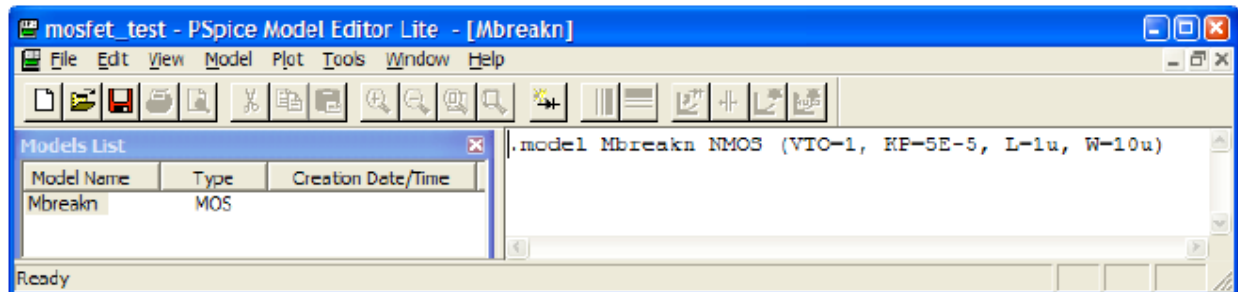 mosfet_test - PSpice Model Editor Lite - [Mbreakn]
File Edit View Model Plot Tools Window Help
Models List
Model Name Type Creation Date/Time
Mbreakn MOS
.model Mbreakn NMOS (VTO=1, KP=5E-5, L=1u, W=10u)
Ready